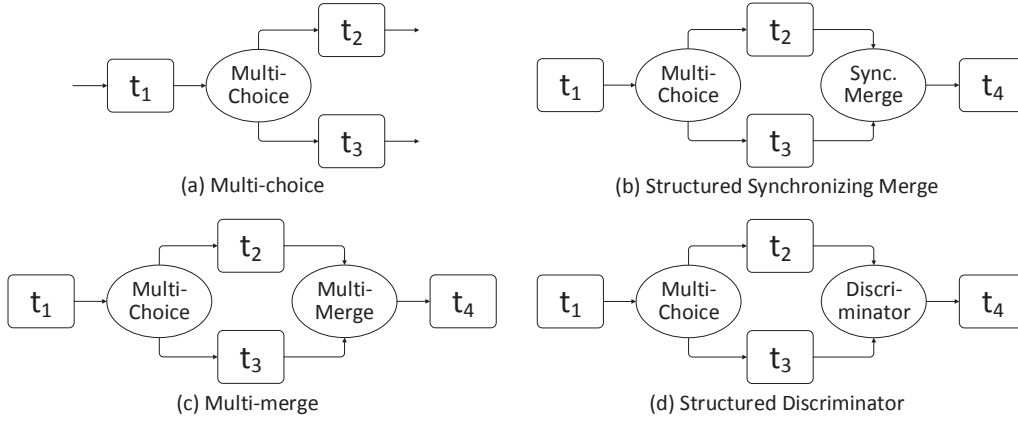 t2
t1
Multi-
Choice
t3
(a) Multi-choice
t2
t1
Multi-
Choice
Sync.
Merge
t4
t3
(b) Structured Synchronizing Merge
t2
t1
Multi-
Choice
Multi-
Merge
t4
t3
(c) Multi-merge
t2
t1
Multi-
Choice
Discri-
minator
t4
t3
(d) Structured Discriminator